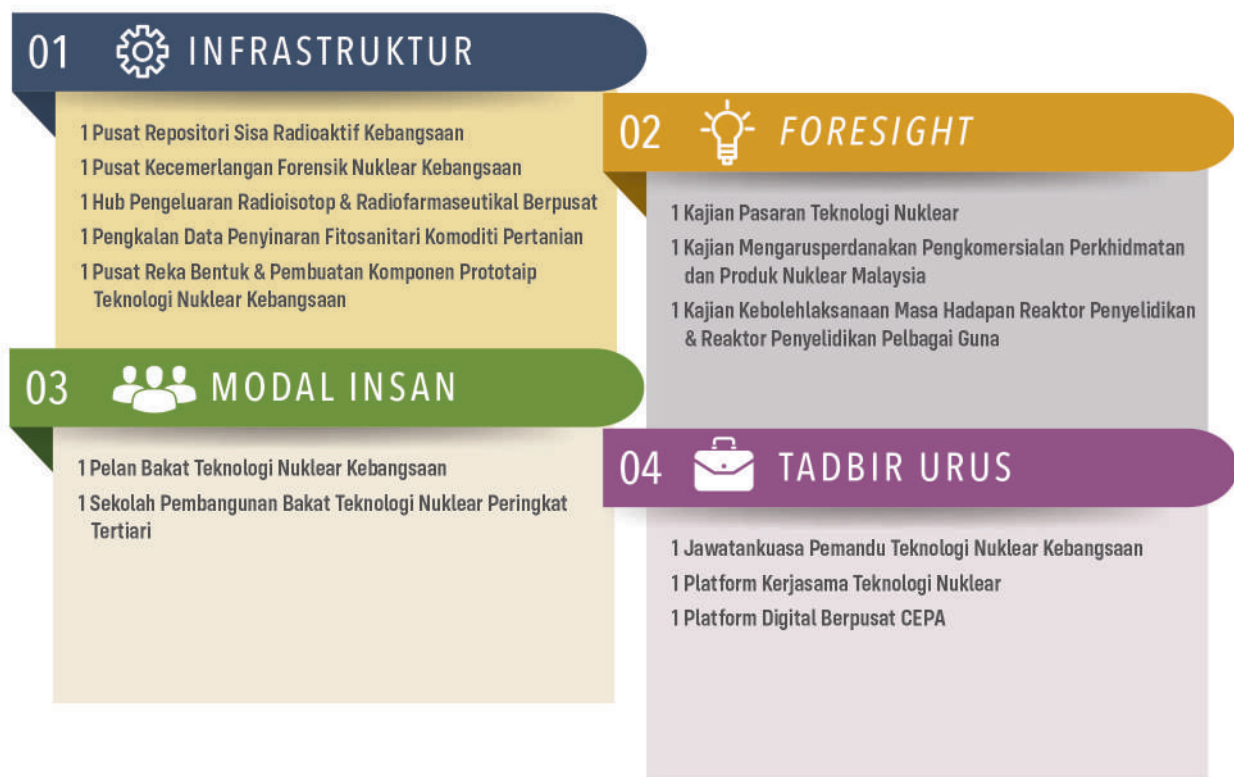 01 INFRASTRUKTUR
1 Pusat Repositori Sisa Radioaktif Kebangsaan
1 Pusat Kecemerlangan Forensik Nuklear Kebangsaan
1 Hub Pengeluaran Radioisotop & Radiofarmaseutikal Berpusat
1 Pengkalan Data Penyinaran Fitosanitari Komoditi Pertanian
1 Pusat Reka Bentuk & Pembuatan Komponen Prototaip
Teknologi Nuklear Kebangsaan
02 FORESIGHT
1 Kajian Pasaran Teknologi Nuklear
1 Kajian Mengarusperdanakan Pengkomersialan Perkhidmatan
dan Produk Nuklear Malaysia
1 Kajian Kebolehlaksanaan Masa Hadapan Reaktor Penyelidikan
& Reaktor Penyelidikan Pelbagai Guna
03 MODAL INSAN
1 Pelan Bakat Teknologi Nuklear Kebangsaan
1 Sekolah Pembangunan Bakat Teknologi Nuklear Peringkat
Tertiari
04 TADBIR URUS
1 Jawatankuasa Pemandu Teknologi Nuklear Kebangsaan
1 Platform Kerjasama Teknologi Nuklear
1 Platform Digital Berpusat CEPA